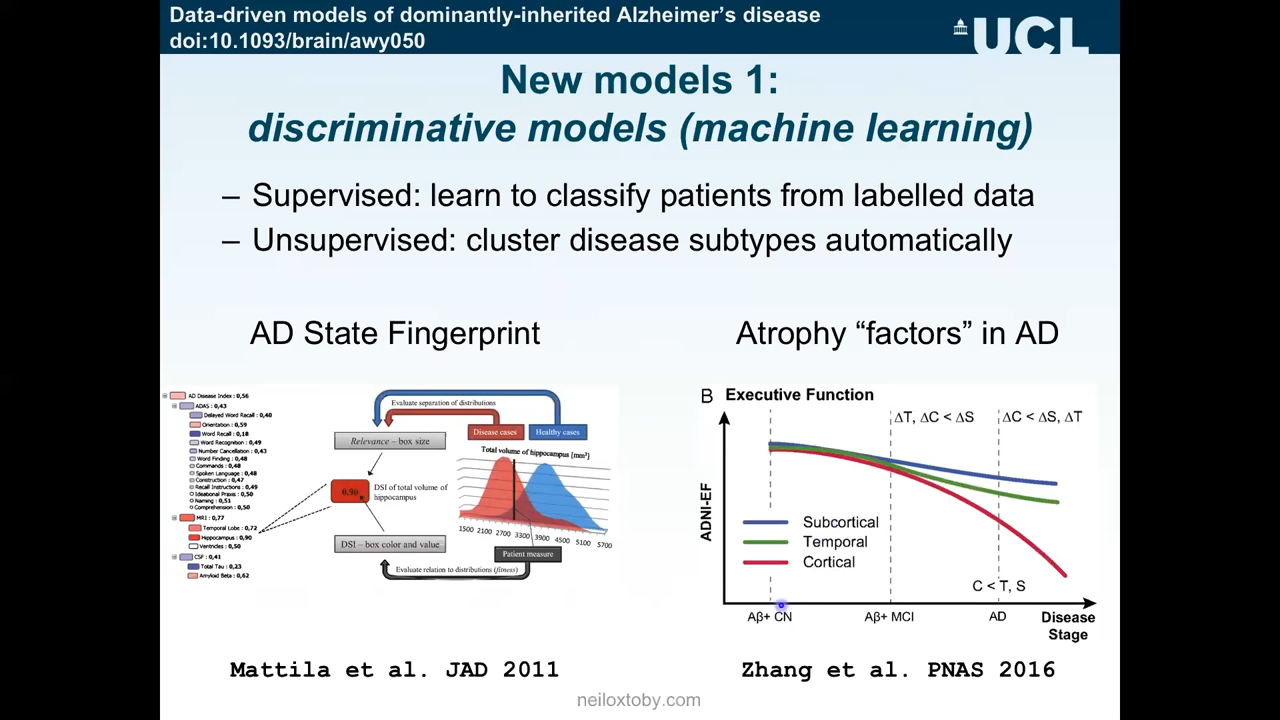 Data-driven models of dominantly-inherited Alzheimer's disease
doi:10.1093/brain/awy050
UCL
New models 1:
discriminative models (machine learning)
– Supervised: learn to classify patients from labelled data
– Unsupervised: cluster disease subtypes automatically
AD State Fingerprint
AD Disease Index : 0,56
ADAS : 0,43
Delayed Word Recall : 0,40
Orientation : 0,59
Word Recall : 0,18
Word Recognition : 0,49
Number Cancellation : 0,43
Word Finding : 0,48
Commands : 0,48
Spoken Language : 0,48
Construction : 0,47
Recall Instructions : 0,49
Ideational Praxis : 0,50
Naming : 0,51
Comprehension : 0,50
MRI : 0,77
Temporal Lobe : 0,72
Hippocampus : 0,90
Ventricles : 0,50
CSF : 0,41
Total Tau : 0,23
Amyloid Beta : 0,62
Evaluate separation of distributions
Relevance – box size
Disease cases
Healthy cases
Total volume of hippocampus [mm³]
0.90
DSI of total volume of
hippocampus
1500 2100 2700 3300 3900 4500 5100 5700
DSI – box color and value
Patient measure
Evaluate relation to distributions (fitness)
Mattila et al. JAD 2011
Atrophy “factors” in AD
B Executive Function
ΔT, ΔC < ΔS
ΔC < ΔS, ΔT
ADNI-EF
Subcortical
Temporal
Cortical
C < T, S
Aβ+ CN
Aβ+ MCI
AD
Disease
Stage
Zhang et al. PNAS 2016
neiloxtoby.com